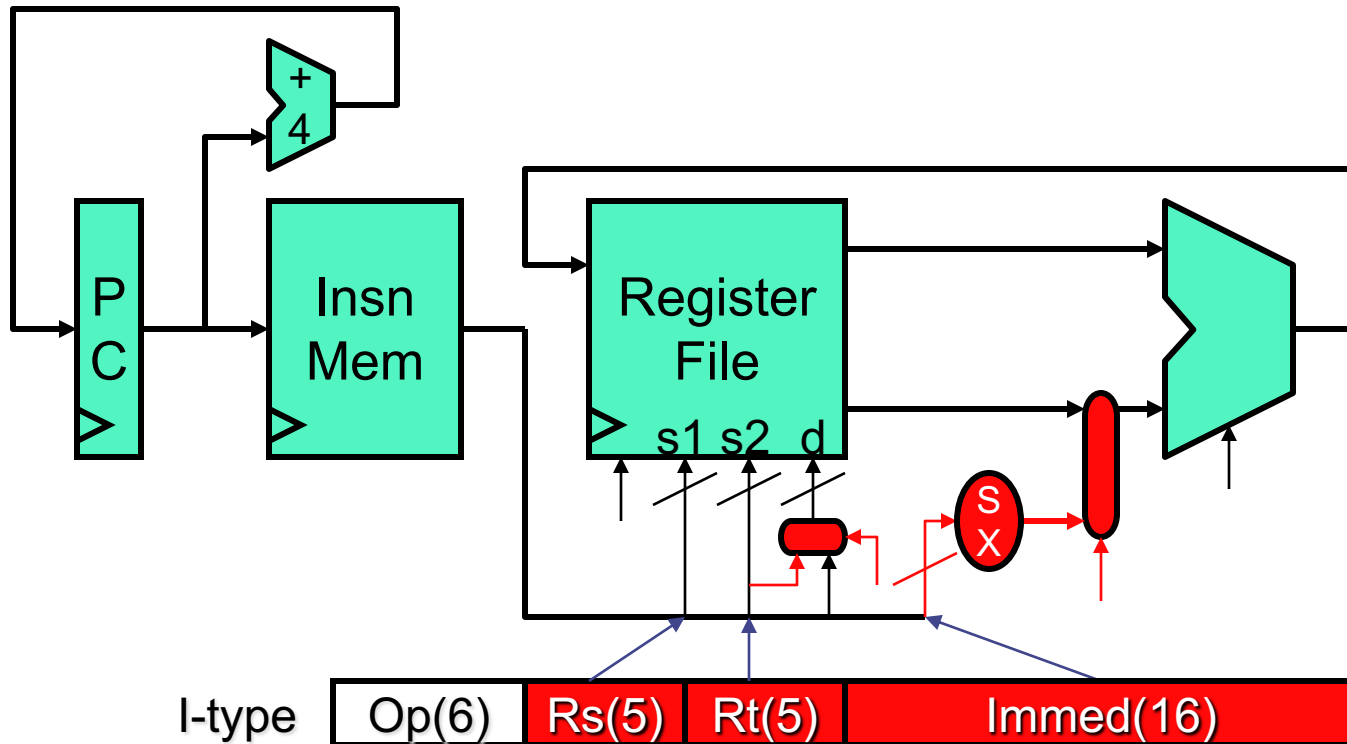 +
4
P
C
Insn
Mem
Register
File
s1 s2 d
S
X
I-type Op(6) Rs(5) Rt(5) Immed(16)